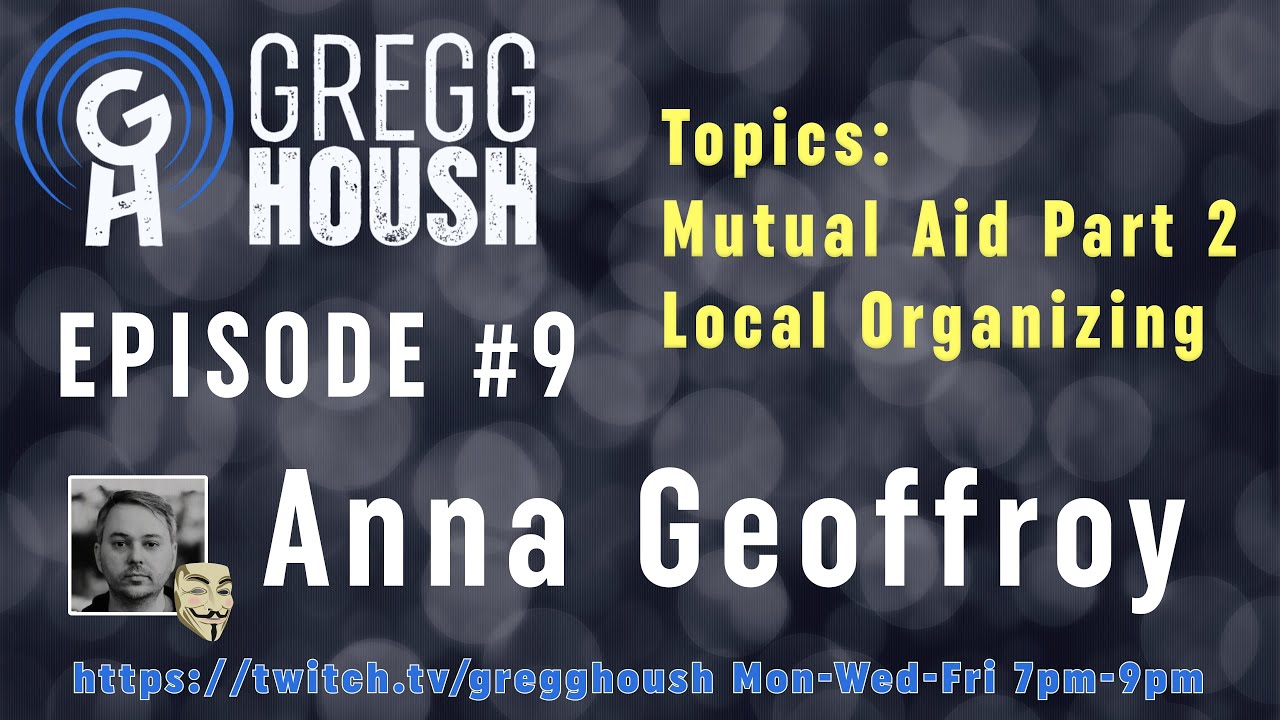 GREGG
HOUSH
Topics:
Mutual Aid Part 2
Local Organizing
EPISODE #9
Anna Geoffroy
https://twitch.tv/gregghoush Mon-Wed-Fri 7pm-9pm